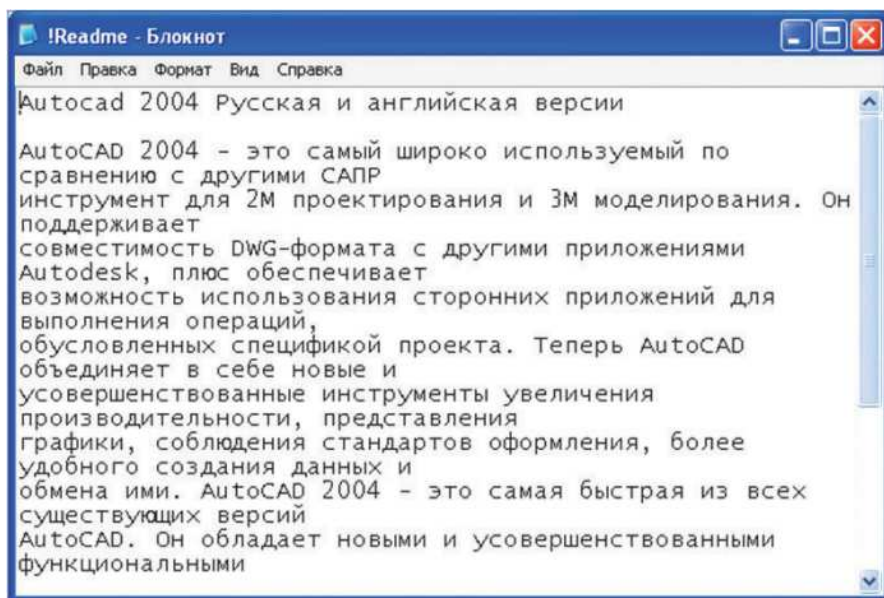 !Readme - Блокнот
Файл Правка Формат Вид Справка
Autocad 2004 Русская и английская версии
AutoCAD 2004 - это самый широко используемый по
сравнению с другими САПР
инструмент для 2М проектирования и 3М моделирования. Он
поддерживает
совместимость DWG-формата с другими приложениями
Autodesk, плюс обеспечивает
возможность использования сторонних приложений для
выполнения операций,
обусловленных спецификой проекта. Теперь AutoCAD
объединяет в себе новые и
усовершенствованные инструменты увеличения
производительности, представления
графики, соблюдения стандартов оформления, более
удобного создания данных и
обмена ими. AutoCAD 2004 - это самая быстрая из всех
существующих версий
AutoCAD. Он обладает новыми и усовершенствованными
функциональными